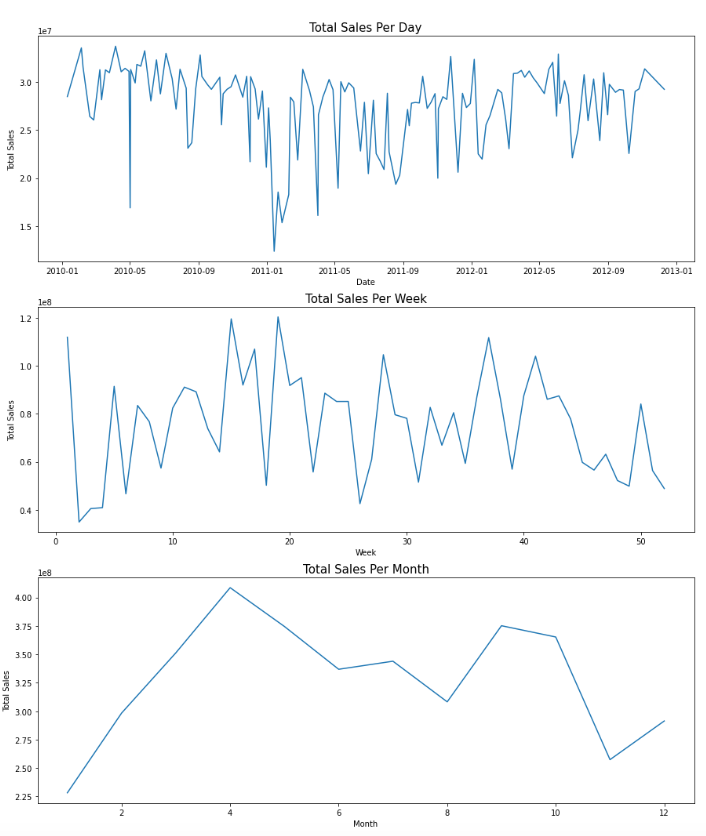 Total Sales Per Day
1e7
3.0
2.5
2.0
1.5
Total Sales
2010-01 2010-05 2010-09 2011-01 2011-05 2011-09 2012-01 2012-05 2012-09 2013-01
Date
Total Sales Per Week
1e8
1.2
1.0
0.8
0.6
0.4
Total Sales
0 10 20 30 40 50
Week
Total Sales Per Month
1e8
4.00
3.75
3.50
3.25
3.00
2.75
2.50
2.25
Total Sales
2 4 6 8 10 12
Month